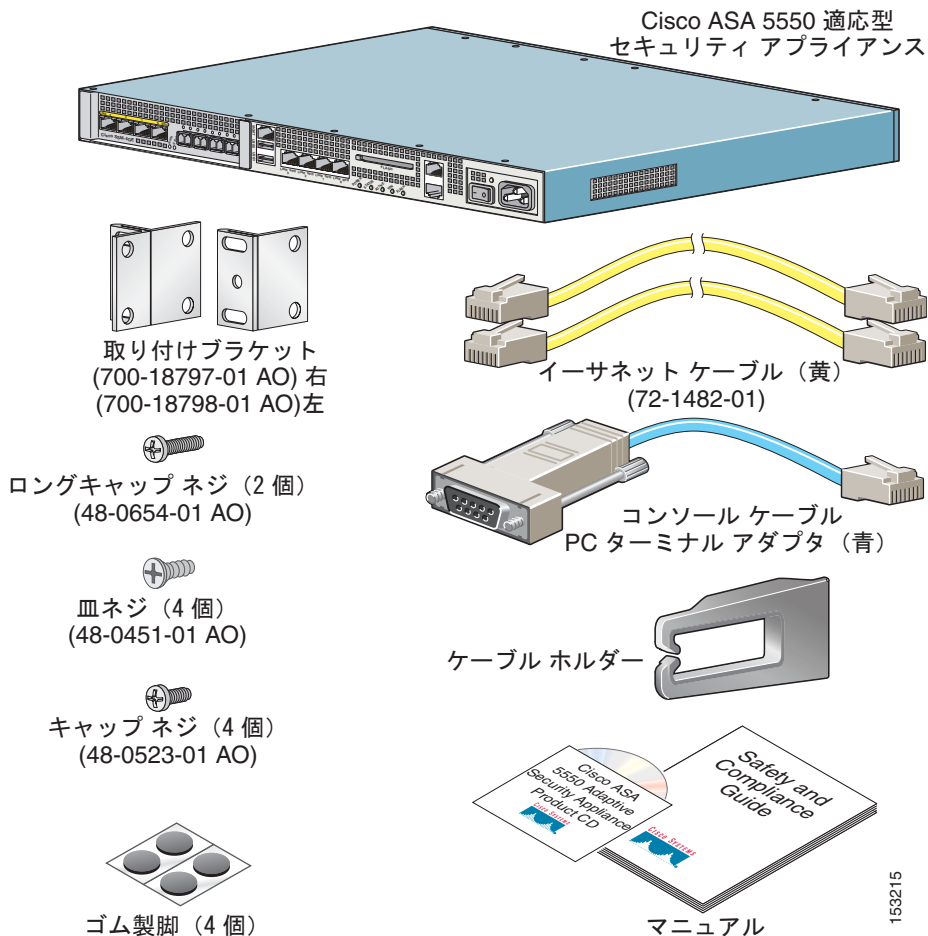 Cisco ASA 5550 適応型
セキュリティ アプライアンス
取り付けブラケット
(700-18797-01 AO) 右
(700-18798-01 AO)左
イーサネット ケーブル（黄）
(72-1482-01)
ロングキャップ ネジ（2 個）
(48-0654-01 AO)
コンソール ケーブル
PC ターミナル アダプタ（青）
皿ネジ（4 個）
(48-0451-01 AO)
ケーブル ホルダー
キャップ ネジ（4 個）
(48-0523-01 AO)
Cisco ASA
5550 Adaptive
Security Appliance
Product CD
CISCO SYSTEMS
Safety and
Compliance
Guide
CISCO SYSTEMS
ゴム製脚（4 個）
マニュアル
153215